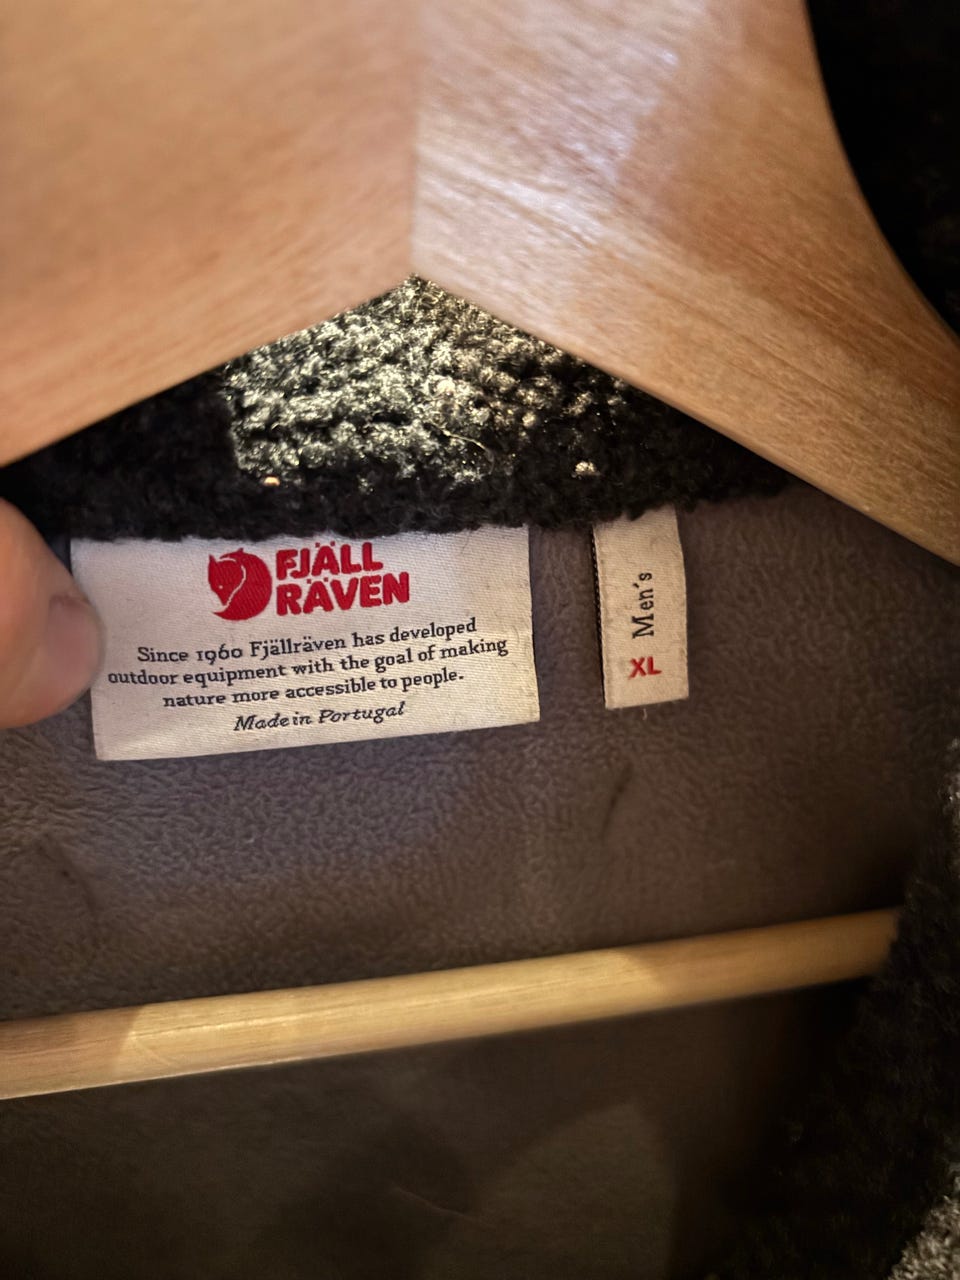 FJÄLL
RÄVEN
Since 1960 Fjällräven has developed
outdoor equipment with the goal of making
nature more accessible to people.
Made in Portugal
Men's
XL